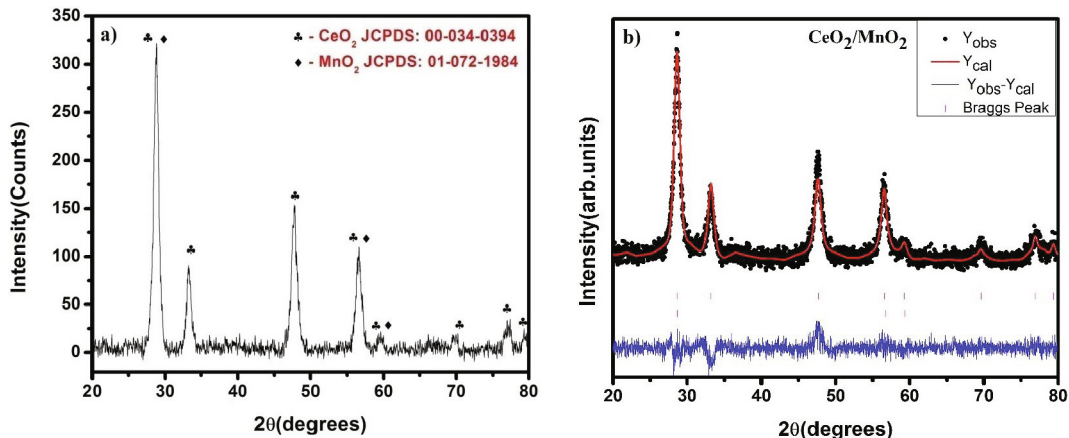 a)
♣ - CeO₂ JCPDS: 00-034-0394
♦ - MnO₂ JCPDS: 01-072-1984
350
300
250
200
150
100
50
0
Intensity(Counts)
20 30 40 50 60 70 80
2θ(degrees)
b)
CeO₂/MnO₂
Yobs
Ycal
Yobs-Ycal
Braggs Peak
Intensity(arb.units)
20 30 40 50 60 70 80
2θ(degrees)